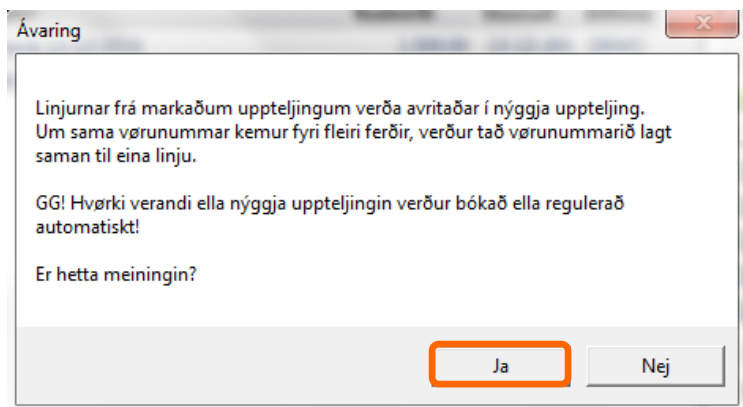 Ávaring
Linjurnar frá markaðum uppteljingum verða avritaðar í nýggja uppteljing.
Um sama vørunummar kemur fyri fleiri ferðir, verður tað vørunummarið lagt
saman til eina linju.
GG! Hvørki verandi ella nýggja uppteljingin verður bókað ella regulerað
automatiskt!
Er hetta meiningin?
Ja
Nej